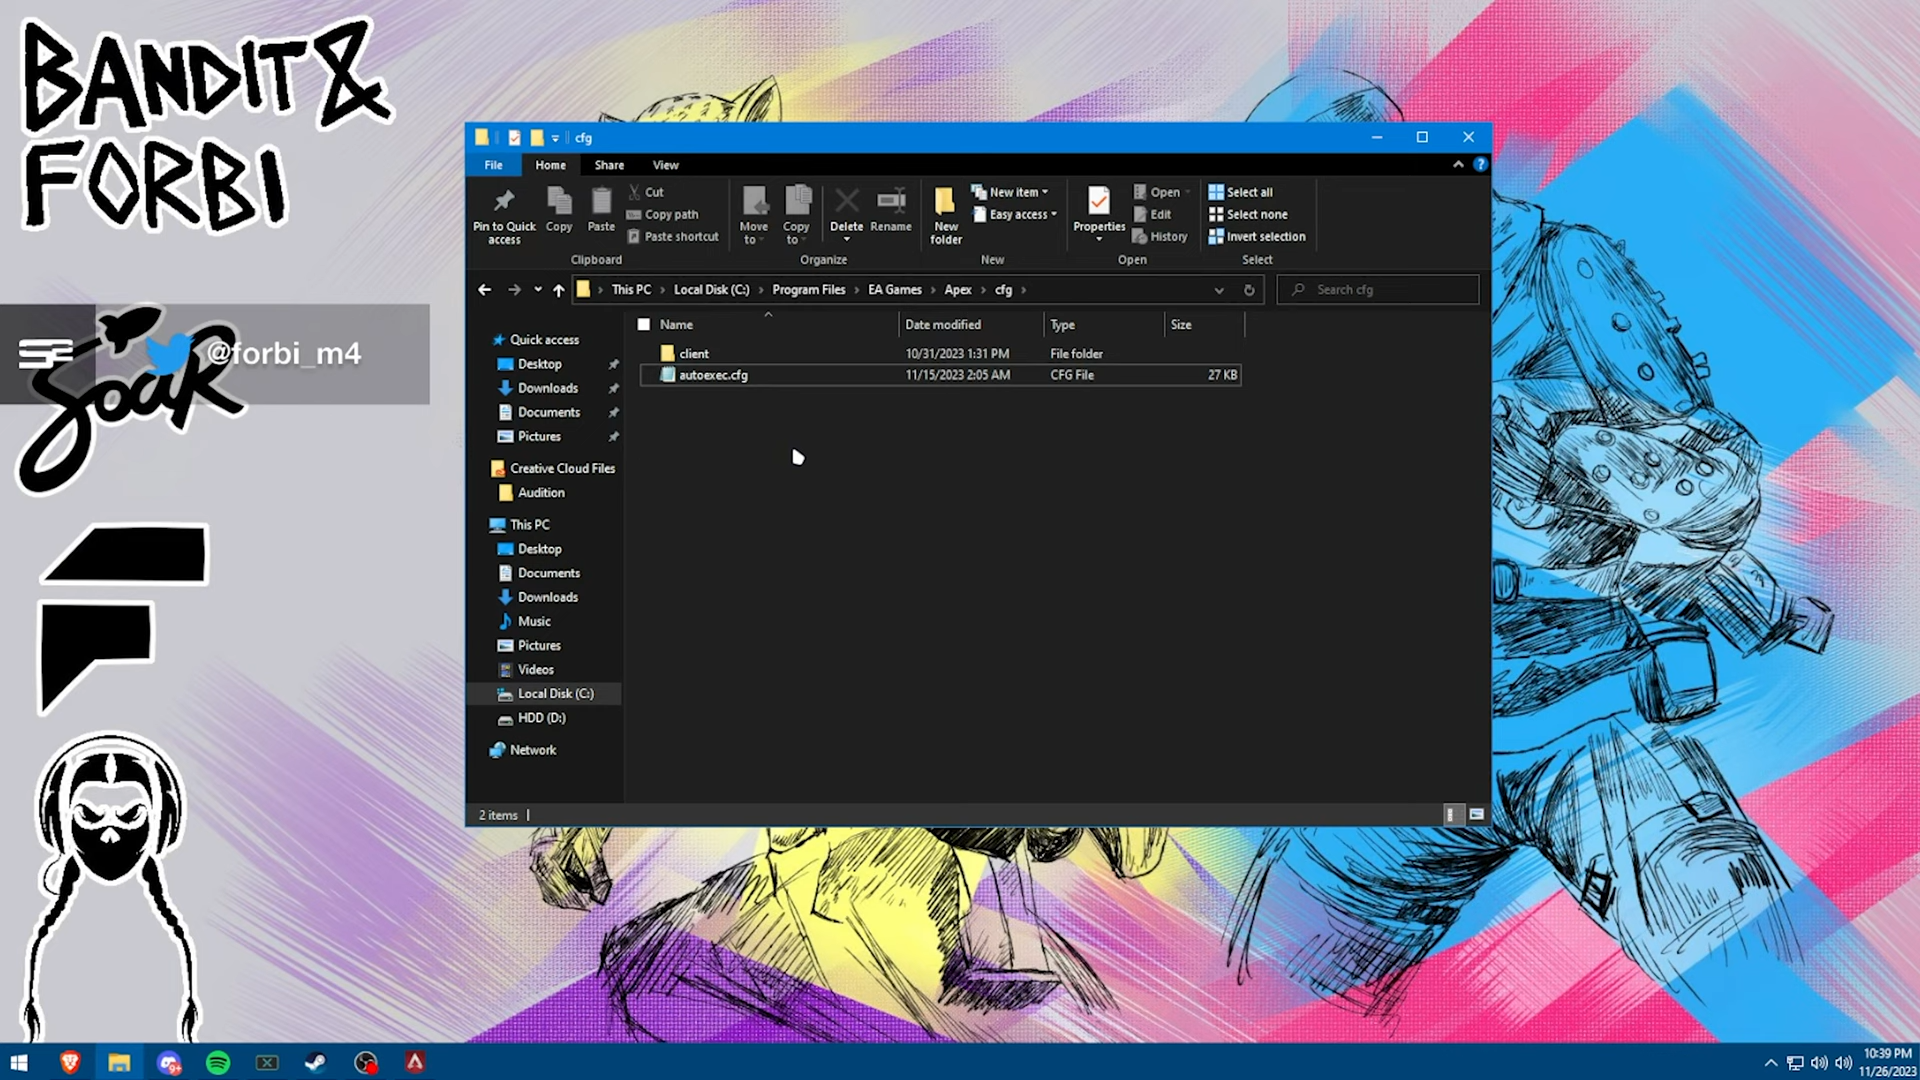 BANDIT&
FORBI
@forbi_m4
SoaR
cfg
File Home Share View
Pin to Quick access
Copy
Paste
Cut
Copy path
Paste shortcut
Clipboard
Move to
Copy to
Delete
Rename
Organize
New folder
New item
Easy access
New
Properties
Open
Edit
History
Open
Select all
Select none
Invert selection
Select
This PC > Local Disk (C:) > Program Files > EA Games > Apex > cfg >
Search cfg
Name Date modified Type Size
client 10/31/2023 1:31 PM File folder
autoexec.cfg 11/15/2023 2:05 AM CFG File 27 KB
Quick access
Desktop
Downloads
Documents
Pictures
Creative Cloud Files
Audition
This PC
Desktop
Documents
Downloads
Music
Pictures
Videos
Local Disk (C:)
HDD (D:)
Network
2 items
9+
10:39 PM
11/26/2023